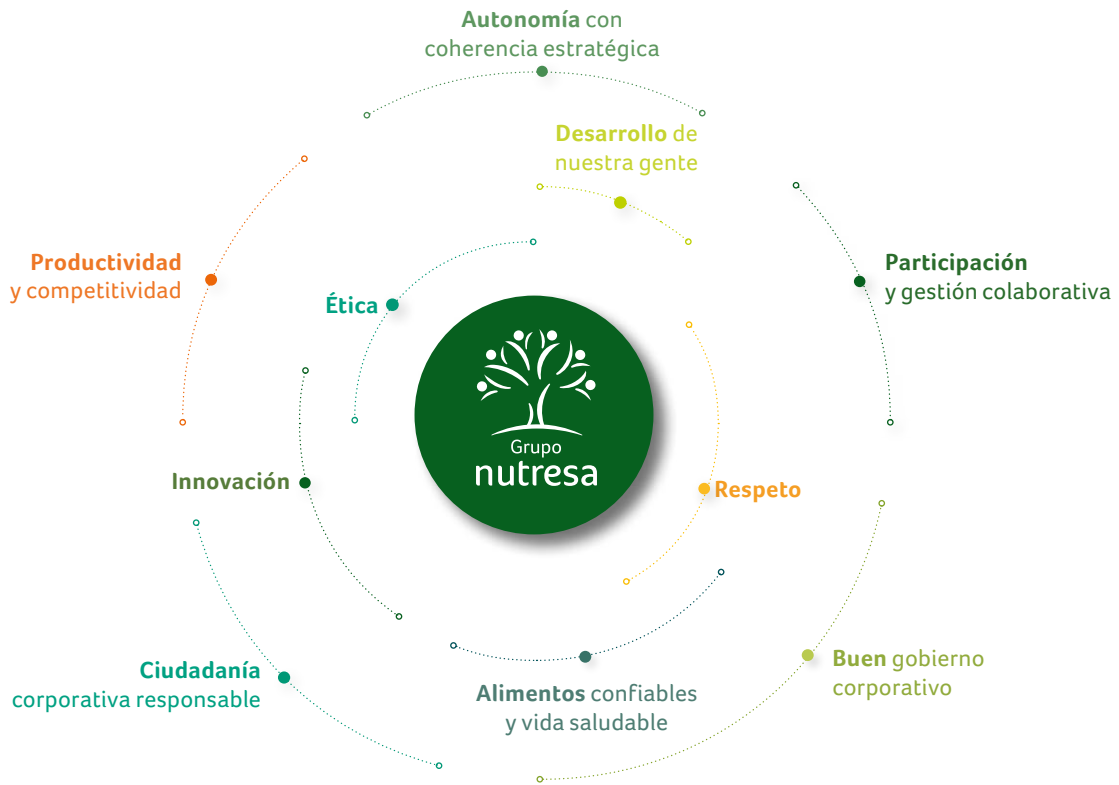 Autonomía con
coherencia estratégica
Desarrollo de
nuestra gente
Productividad
y competitividad
Participación
y gestión colaborativa
Ética
Grupo
nutresa
Innovación
Respeto
Ciudadanía
corporativa responsable
Alimentos confiables
y vida saludable
Buen gobierno
corporativo